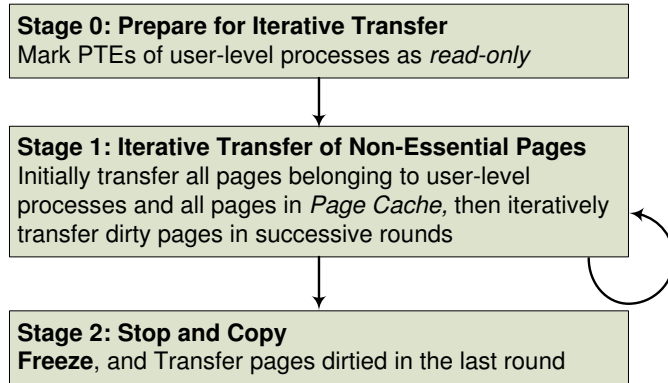 Stage 0: Prepare for Iterative Transfer
Mark PTEs of user-level processes as read-only
Stage 1: Iterative Transfer of Non-Essential Pages
Initially transfer all pages belonging to user-level
processes and all pages in Page Cache, then iteratively
transfer dirty pages in successive rounds
Stage 2: Stop and Copy
Freeze, and Transfer pages dirtied in the last round